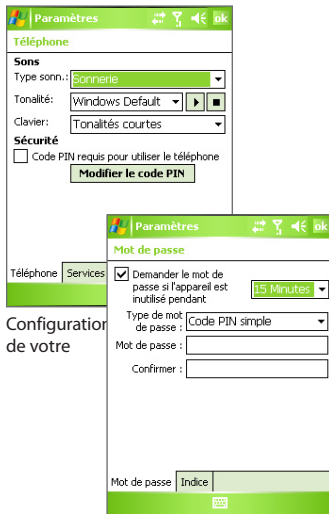 Paramètres ok
Téléphone
Sons
Type sonn.: Sonnerie
Tonalité: Windows Default
Clavier: Tonalités courtes
Sécurité
Code PIN requis pour utiliser le téléphone
Modifier le code PIN
Téléphone Services
Configuration
de votre
Paramètres ok
Mot de passe
Demander le mot de
passe si l'appareil est
inutilisé pendant
15 Minutes
Type de mot
de passe :
Code PIN simple
Mot de passe :
Confirmer :
Mot de passe Indice